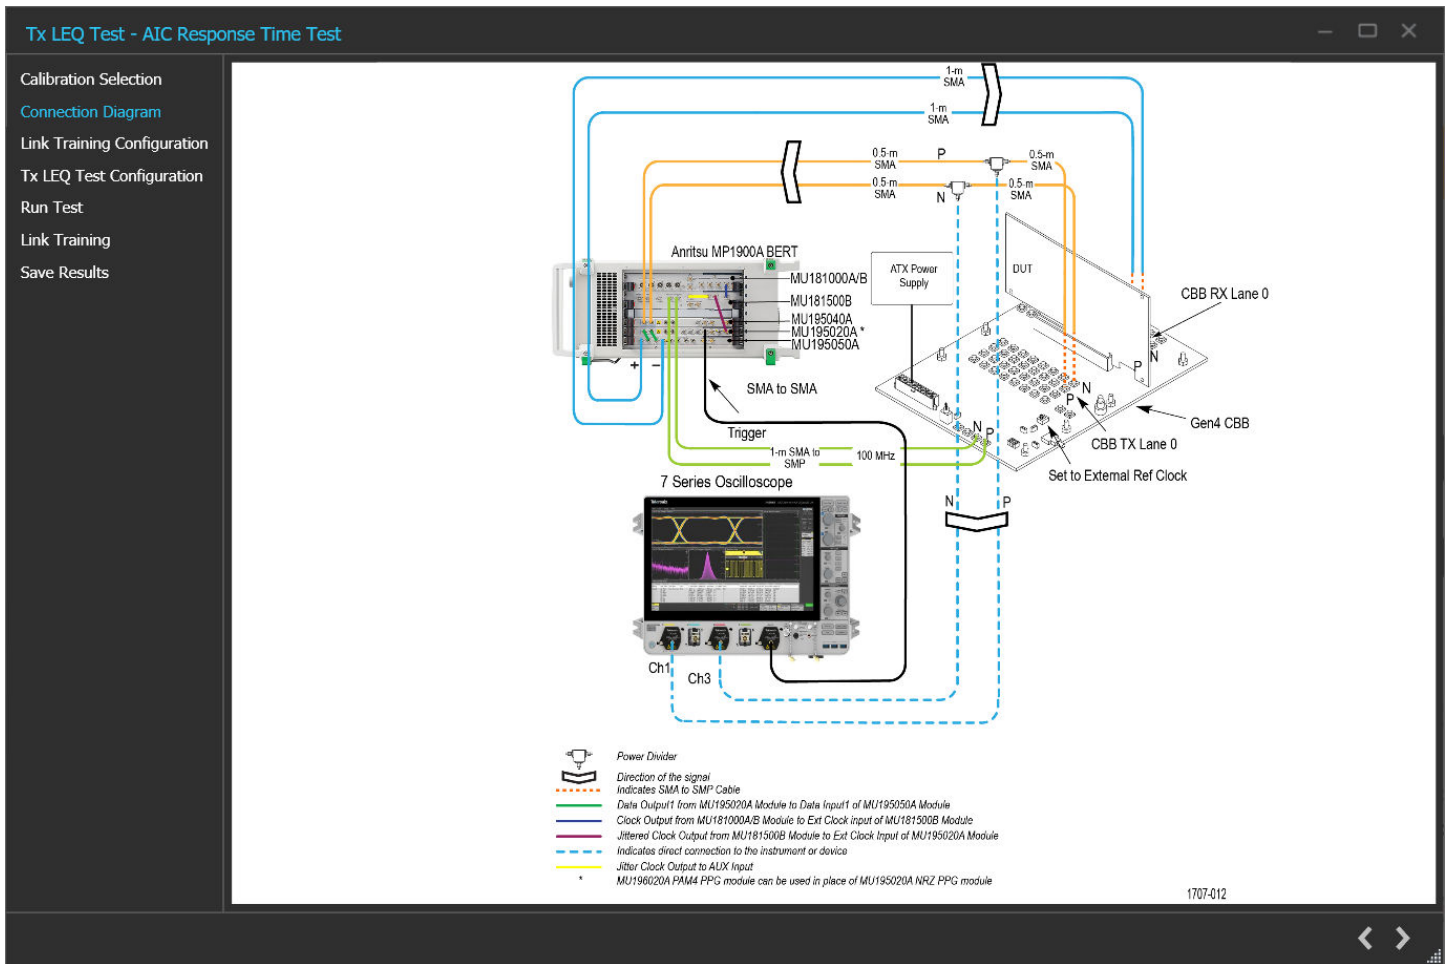 Tx LEQ Test - AIC Response Time Test
Calibration Selection
Connection Diagram
Link Training Configuration
Tx LEQ Test Configuration
Run Test
Link Training
Save Results
1-m
SMA
1-m
SMA
0.5-m
SMA
P
0.5-m
SMA
0.5-m
SMA
N
0.5-m
SMA
Anritsu MP1900A BERT
MU181000A/B
MU181500B
MU195040A
MU195020A *
MU195050A
ATX Power
Supply
DUT
CBB RX Lane 0
N
P
+ −
SMA to SMA
N
P
Gen4 CBB
Trigger
N P
CBB TX Lane 0
1-m SMA to
SMP
100 MHz
Set to External Ref Clock
7 Series Oscilloscope
N P
Ch1
Ch3
Power Divider
Direction of the signal
Indicates SMA to SMP Cable
Data Output1 from MU195020A Module to Data Input1 of MU195050A Module
Clock Output from MU181000A/B Module to Ext Clock input of MU181500B Module
Jittered Clock Output from MU181500B Module to Ext Clock Input of MU195020A Module
Indicates direct connection to the instrument or device
Jitter Clock Output to AUX Input
* MU196020A PAM4 PPG module can be used in place of MU195020A NRZ PPG module
1707-012